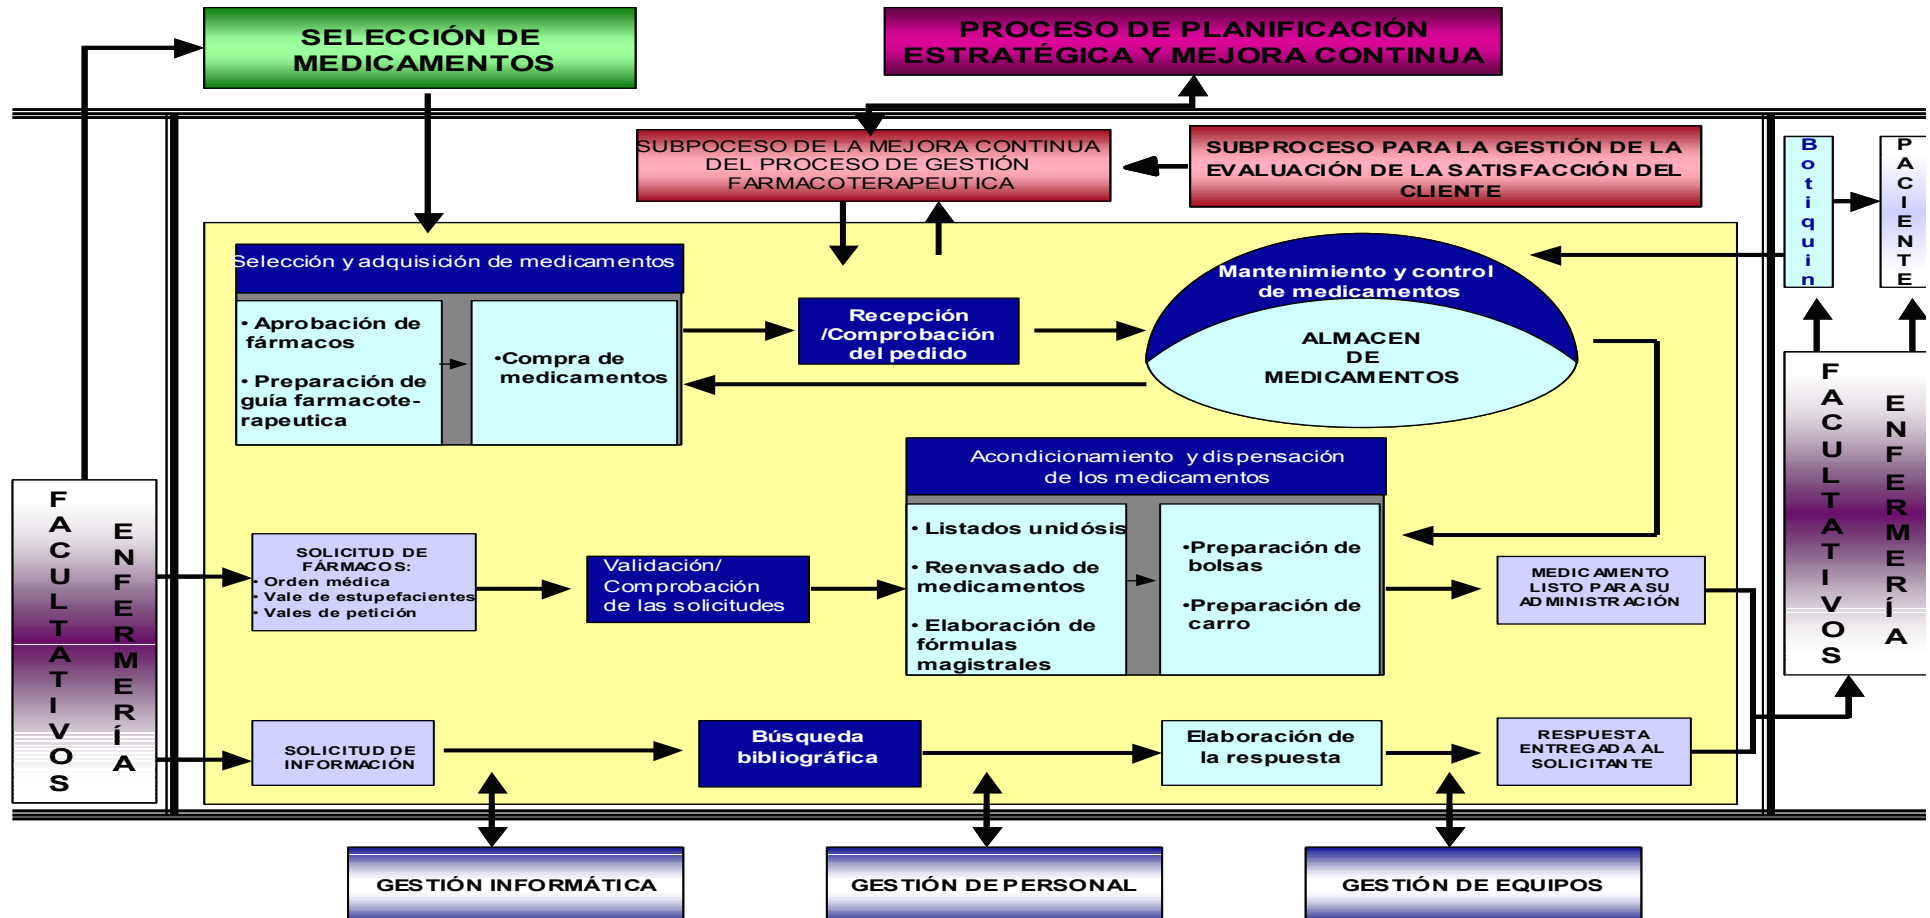 SELECCIÓN DE
MEDICAMENTOS
PROCESO DE PLANIFICACIÓN
ESTRATÉGICA Y MEJORA CONTINUA
SUBPOCESO DE LA MEJORA CONTINUA
DEL PROCESO DE GESTIÓN
FARMACOTERAPEUTICA
SUBPROCESO PARA LA GESTIÓN DE LA
EVALUACIÓN DE LA SATISFACCIÓN DEL
CLIENTE
Botiquin
PACIENTE
Selección y adquisición de medicamentos
• Aprobación de
fármacos
• Preparación de
guía farmacote-
rapeutica
•Compra de
medicamentos
Recepción
/Comprobación
del pedido
Mantenimiento y control
de medicamentos
ALMACEN
DE
MEDICAMENTOS
FACULTATIVOS
ENFERMERÍA
Acondicionamiento y dispensación
de los medicamentos
• Listados unidósis
• Reenvasado de
medicamentos
• Elaboración de
fórmulas
magistrales
•Preparación de
bolsas
•Preparación de
carro
FACULTATIVOS
ENFERMERÍA
SOLICITUD DE
FÁRMACOS:
• Orden médica
• Vale de estupefacientes
• Vales de petición
Validación/
Comprobación
de las solicitudes
MEDICAMENTO
LISTO PARA SU
ADMINISTRACIÓN
SOLICITUD DE
INFORMACIÓN
Búsqueda
bibliográfica
Elaboración de
la respuesta
RESPUESTA
ENTREGADA AL
SOLICITANTE
GESTIÓN INFORMÁTICA
GESTIÓN DE PERSONAL
GESTIÓN DE EQUIPOS